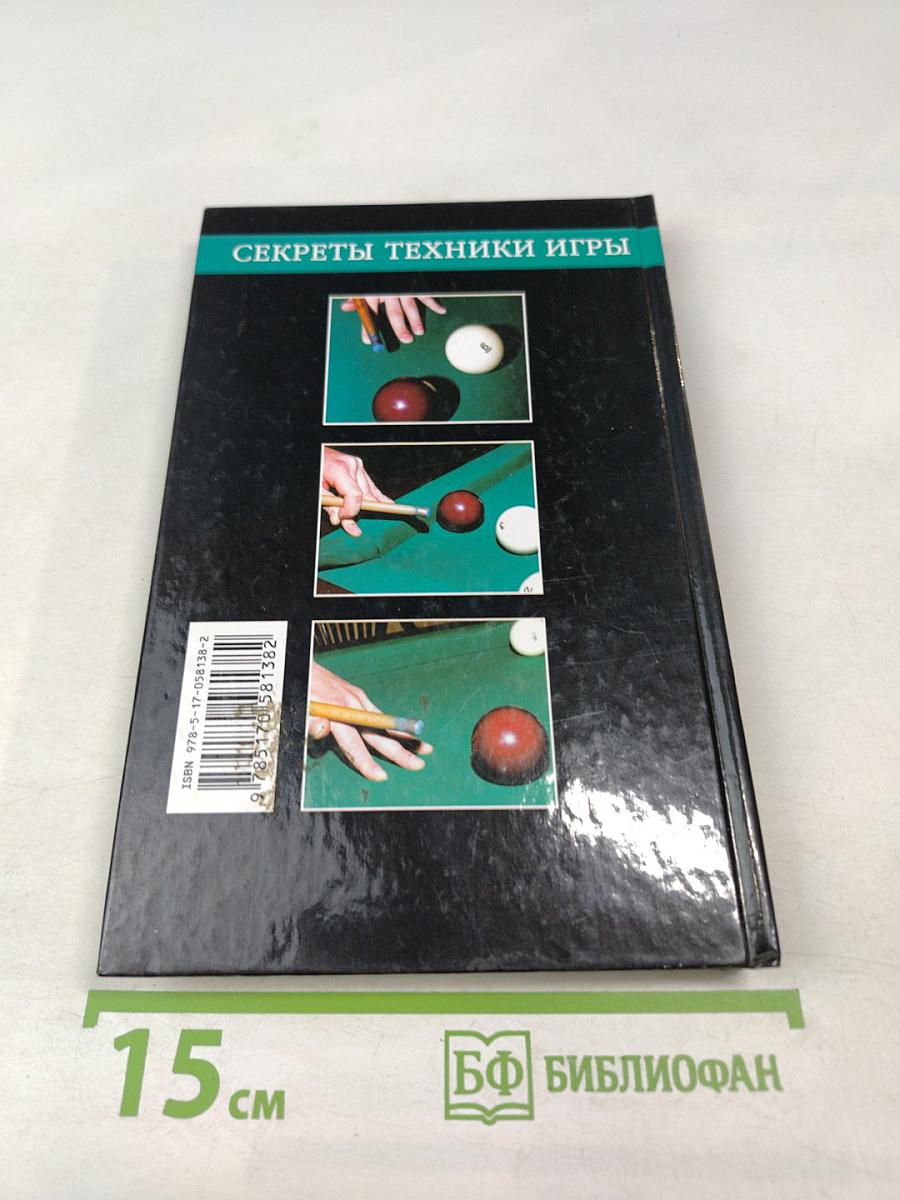 СЕКРЕТЫ ТЕХНИКИ ИГРЫ
ISBN 978-5-17-058138-2
9 785170 581382
15 см
БФ БИБЛИОФАН